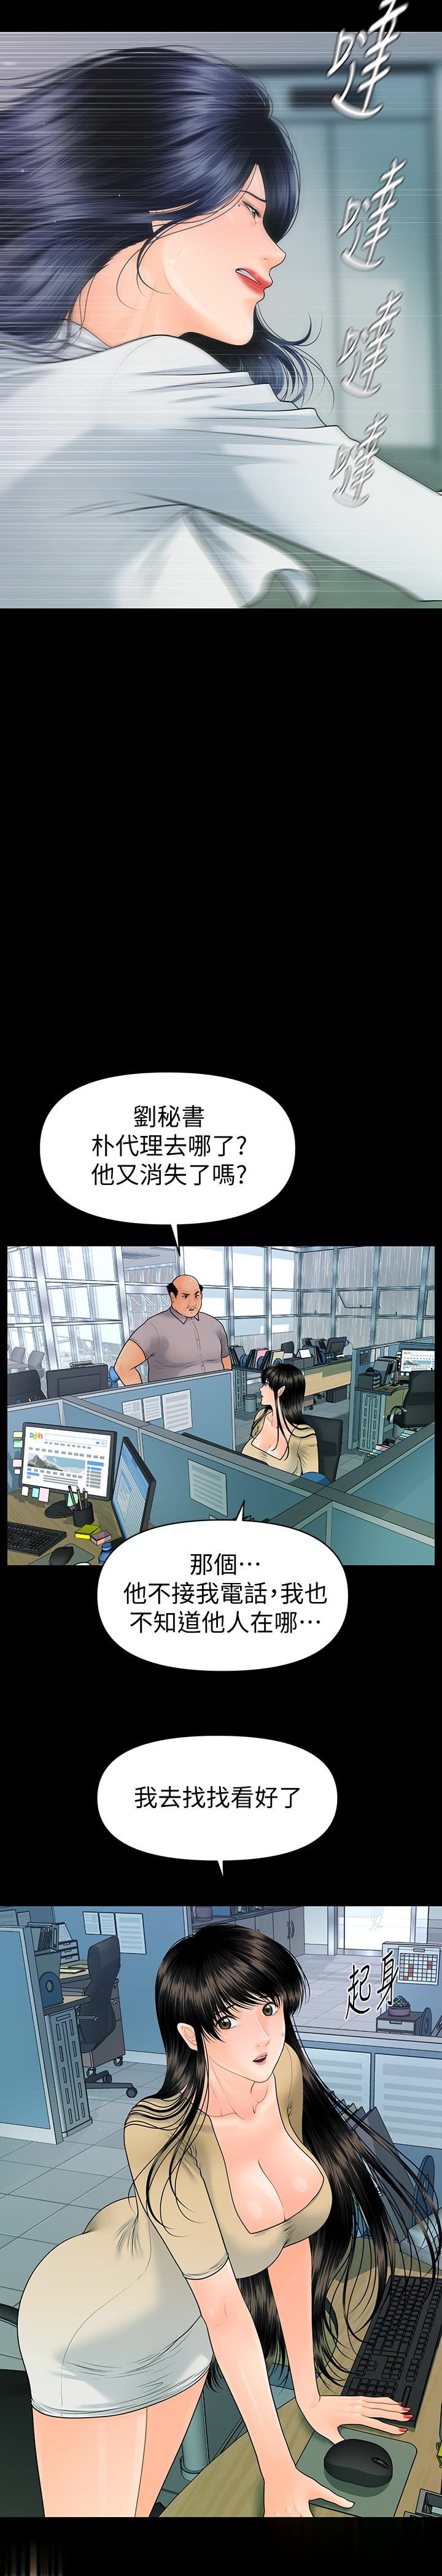 噠
噠
噠
噠
劉秘書
朴代理去哪了?
他又消失了嗎?
那個…
他不接我電話,我也
不知道他人在哪…
我去找找看好了
起身